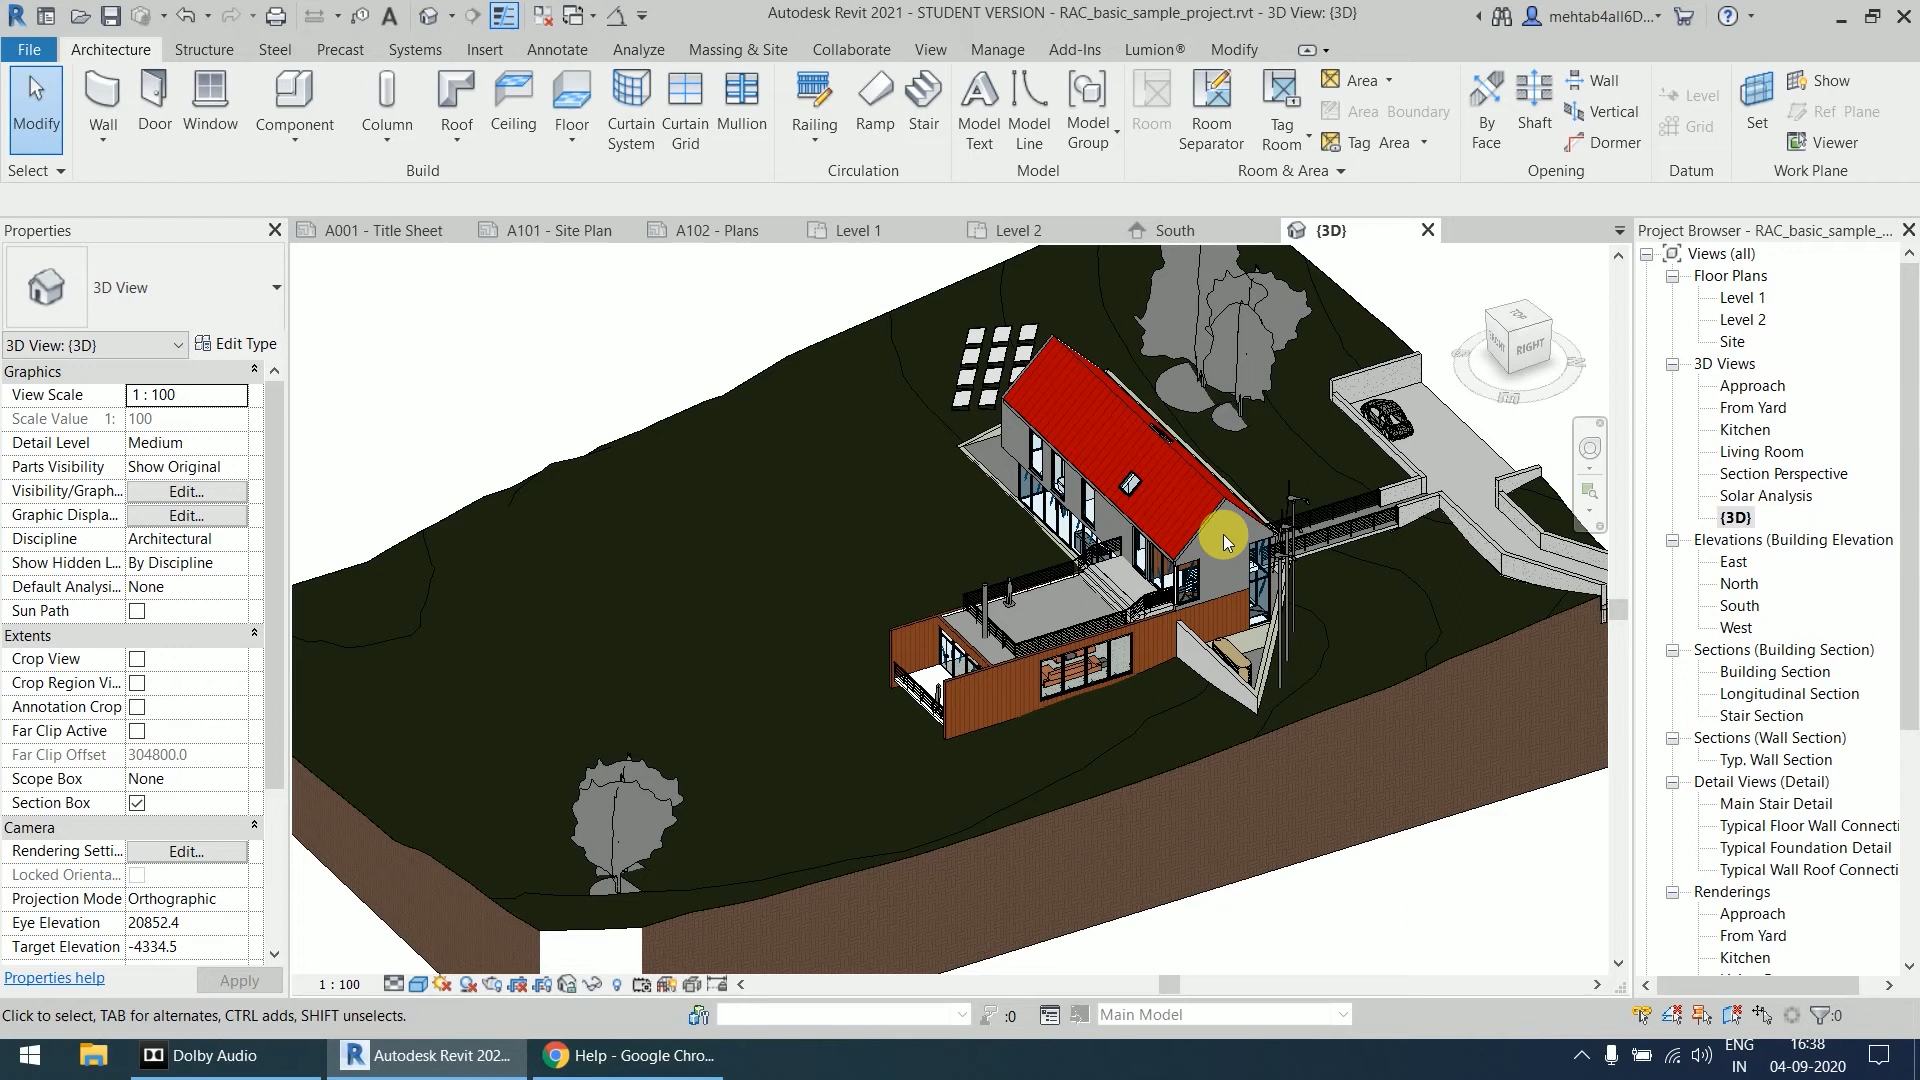 Autodesk Revit 2021 - STUDENT VERSION - RAC_basic_sample_project.rvt - 3D View: {3D}
mehtab4all6D...
File Architecture Structure Steel Precast Systems Insert Annotate Analyze Massing & Site Collaborate View Manage Add-Ins Lumion® Modify
Modify
Wall
Door
Window
Component
Column
Roof
Ceiling
Floor
Curtain System
Curtain Grid
Mullion
Railing
Ramp
Stair
Model Text
Model Line
Model Group
Room
Room Separator
Tag Room
Area
Area Boundary
Tag Area
By Face
Shaft
Wall
Vertical
Dormer
Level
Grid
Set
Show
Ref Plane
Viewer
Select
Build
Circulation
Model
Room & Area
Opening
Datum
Work Plane
Properties
A001 - Title Sheet
A101 - Site Plan
A102 - Plans
Level 1
Level 2
South
{3D}
Project Browser - RAC_basic_sample_...
3D View
3D View: {3D}
Edit Type
Graphics
View Scale 1 : 100
Scale Value 1: 100
Detail Level Medium
Parts Visibility Show Original
Visibility/Graph... Edit...
Graphic Displa... Edit...
Discipline Architectural
Show Hidden L... By Discipline
Default Analysi... None
Sun Path
Extents
Crop View
Crop Region Vi...
Annotation Crop
Far Clip Active
Far Clip Offset 304800.0
Scope Box None
Section Box
Camera
Rendering Setti... Edit...
Locked Orienta...
Projection Mode Orthographic
Eye Elevation 20852.4
Target Elevation -4334.5
Properties help
Apply
TOP
FRONT
RIGHT
Views (all)
Floor Plans
Level 1
Level 2
Site
3D Views
Approach
From Yard
Kitchen
Living Room
Section Perspective
Solar Analysis
{3D}
Elevations (Building Elevation
East
North
South
West
Sections (Building Section)
Building Section
Longitudinal Section
Stair Section
Sections (Wall Section)
Typ. Wall Section
Detail Views (Detail)
Main Stair Detail
Typical Floor Wall Connecti
Typical Foundation Detail
Typical Wall Roof Connecti
Renderings
Approach
From Yard
Kitchen
1 : 100
Click to select, TAB for alternates, CTRL adds, SHIFT unselects.
:0
Main Model
:0
Dolby Audio
Autodesk Revit 202...
Help - Google Chro...
ENG
IN
16:38
04-09-2020